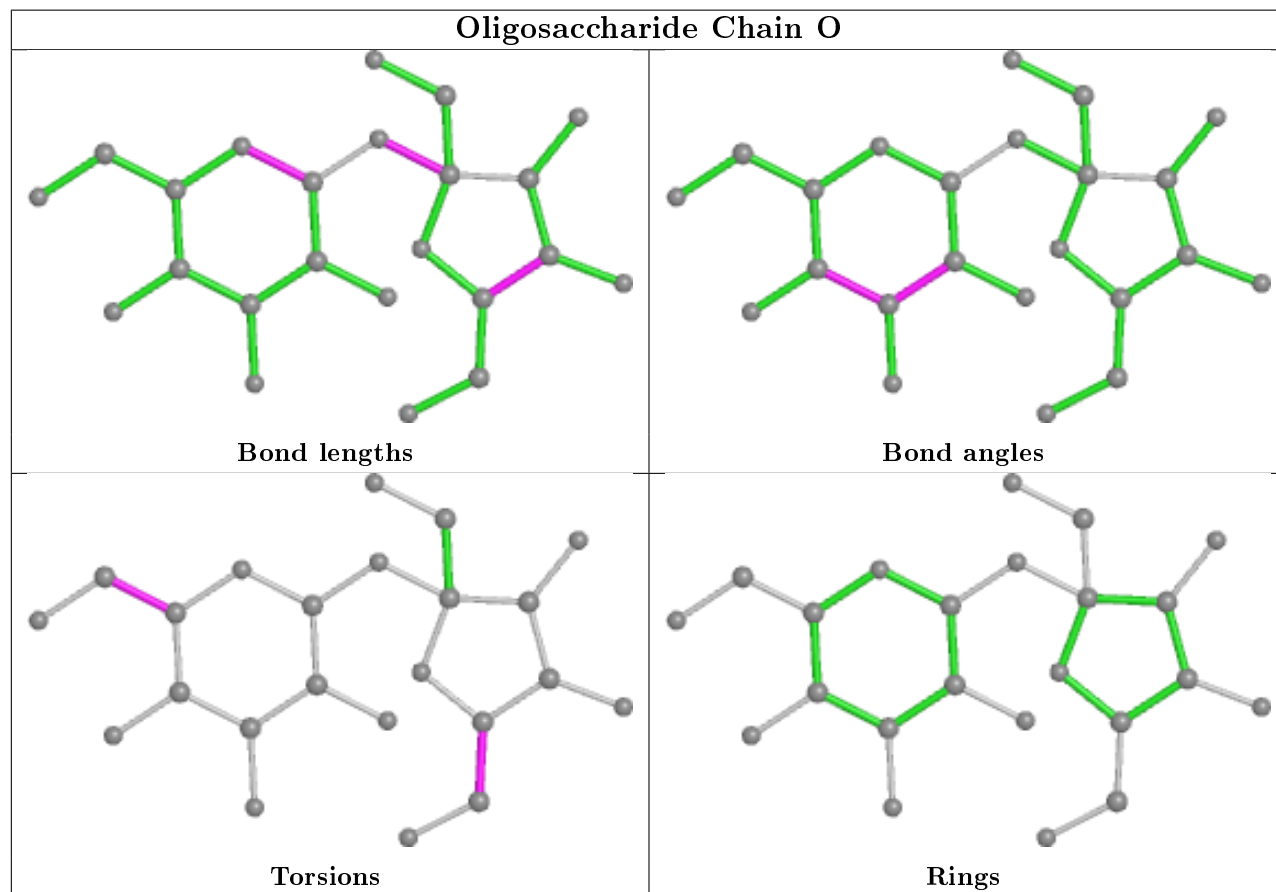 Oligosaccharide Chain O
Bond lengths
Bond angles
Torsions
Rings